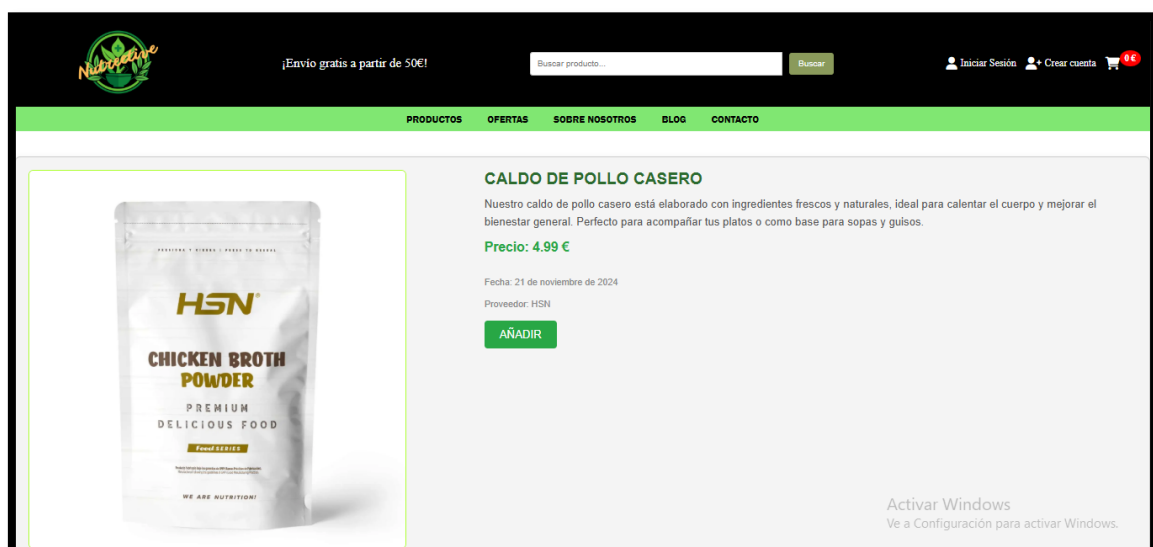 Nutrective
¡Envío gratis a partir de 50€!
Buscar producto...
Buscar
Iniciar Sesión
Crear cuenta
0 €
PRODUCTOS OFERTAS SOBRE NOSOTROS BLOG CONTACTO
CALDO DE POLLO CASERO
Nuestro caldo de pollo casero está elaborado con ingredientes frescos y naturales, ideal para calentar el cuerpo y mejorar el
bienestar general. Perfecto para acompañar tus platos o como base para sopas y guisos.
Precio: 4.99 €
Fecha: 21 de noviembre de 2024
Proveedor: HSN
AÑADIR
HSN®
CHICKEN BROTH
POWDER
PREMIUM
DELICIOUS FOOD
Food SERIES
WE ARE NUTRITION!
Activar Windows
Ve a Configuración para activar Windows.